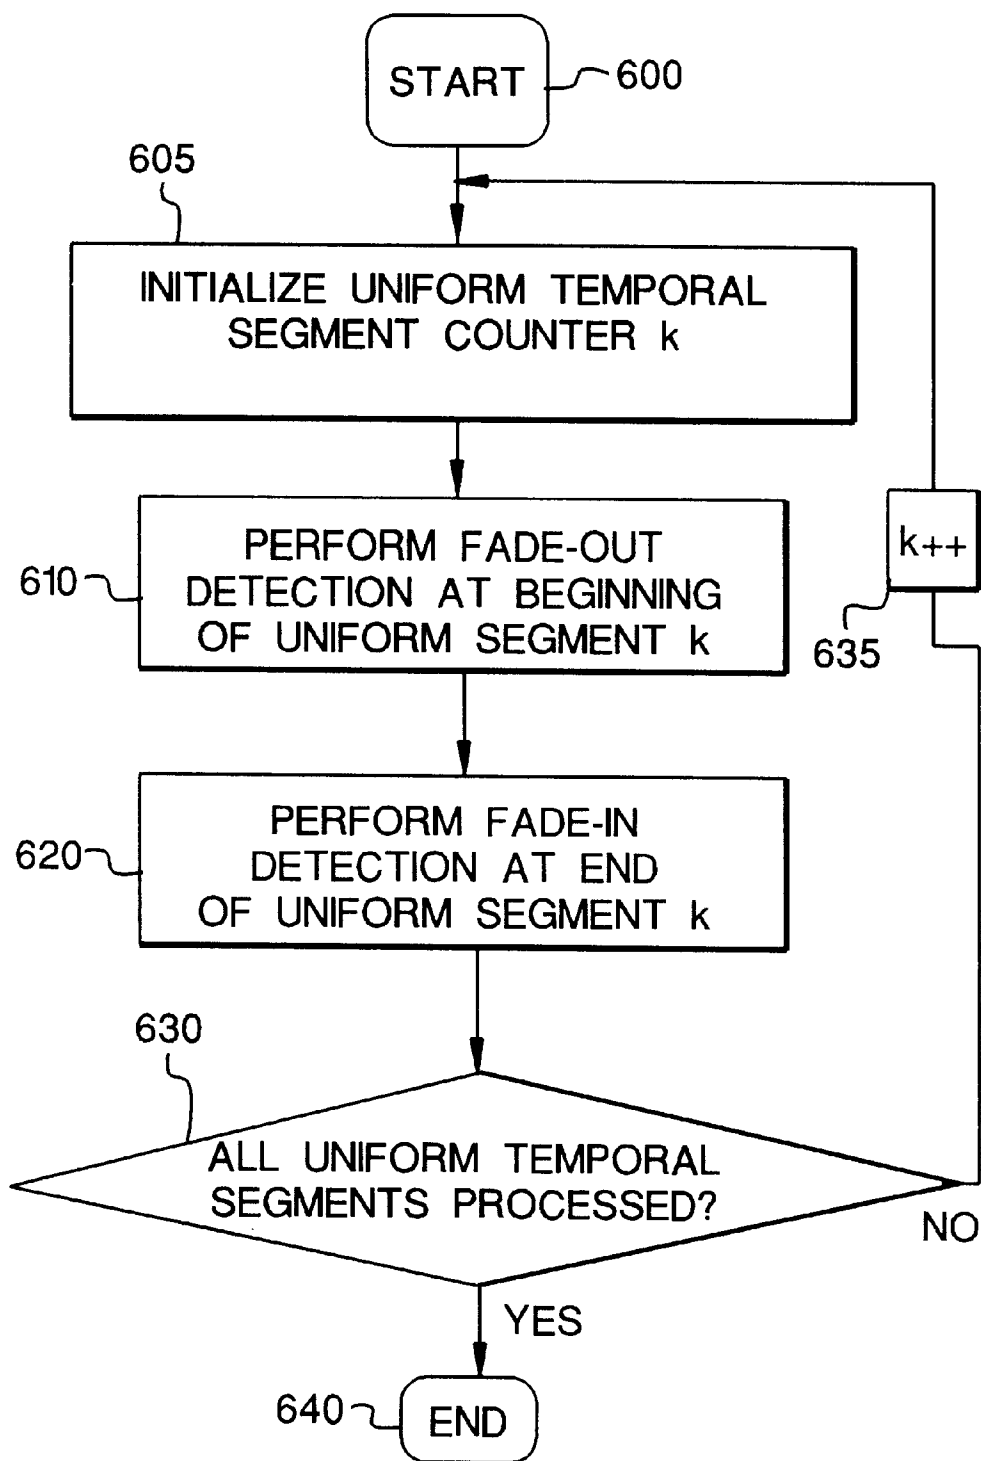 START
600
605
INITIALIZE UNIFORM TEMPORAL
SEGMENT COUNTER k
PERFORM FADE-OUT
DETECTION AT BEGINNING
OF UNIFORM SEGMENT k
610
k++
635
PERFORM FADE-IN
DETECTION AT END
OF UNIFORM SEGMENT k
620
630
ALL UNIFORM TEMPORAL
SEGMENTS PROCESSED?
NO
YES
640
END